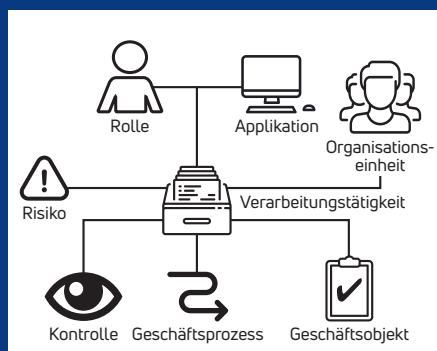 Rolle
Applikation
Organisations-
einheit
Risiko
Verarbeitungstätigkeit
Kontrolle
Geschäftsprozess
Geschäftsobjekt